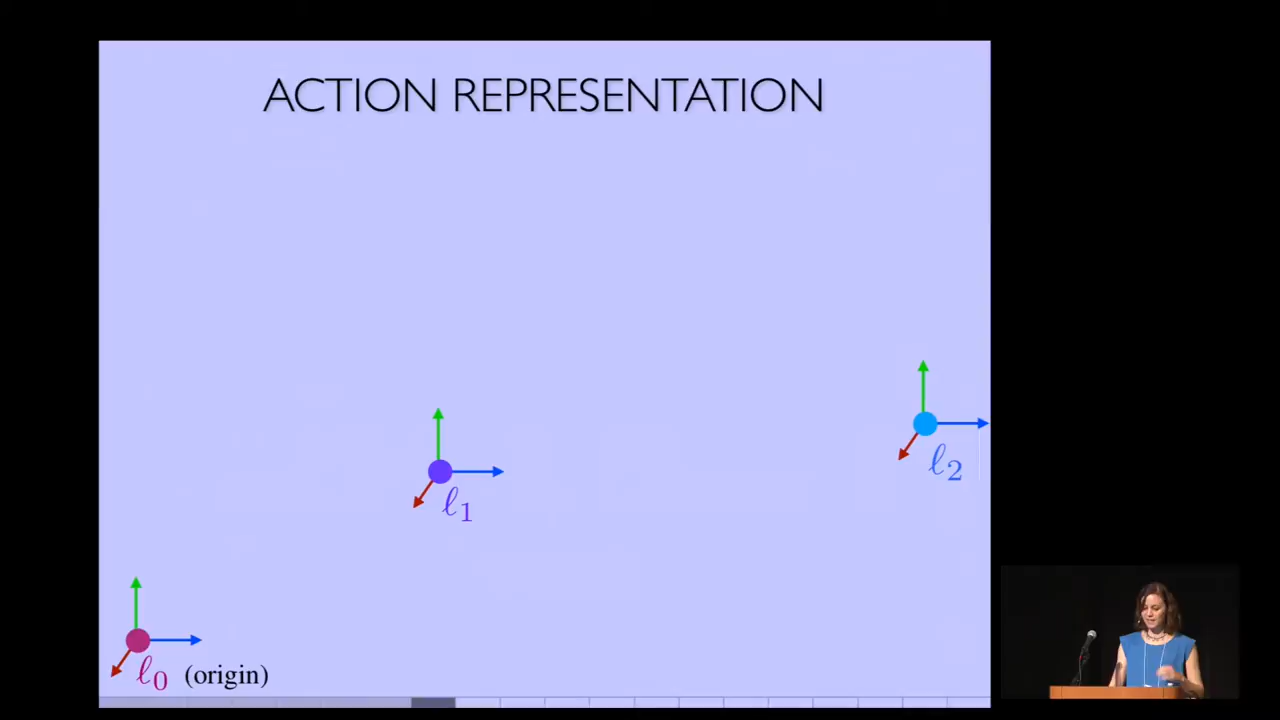 ACTION REPRESENTATION
ℓ2
ℓ1
ℓ0 (origin)